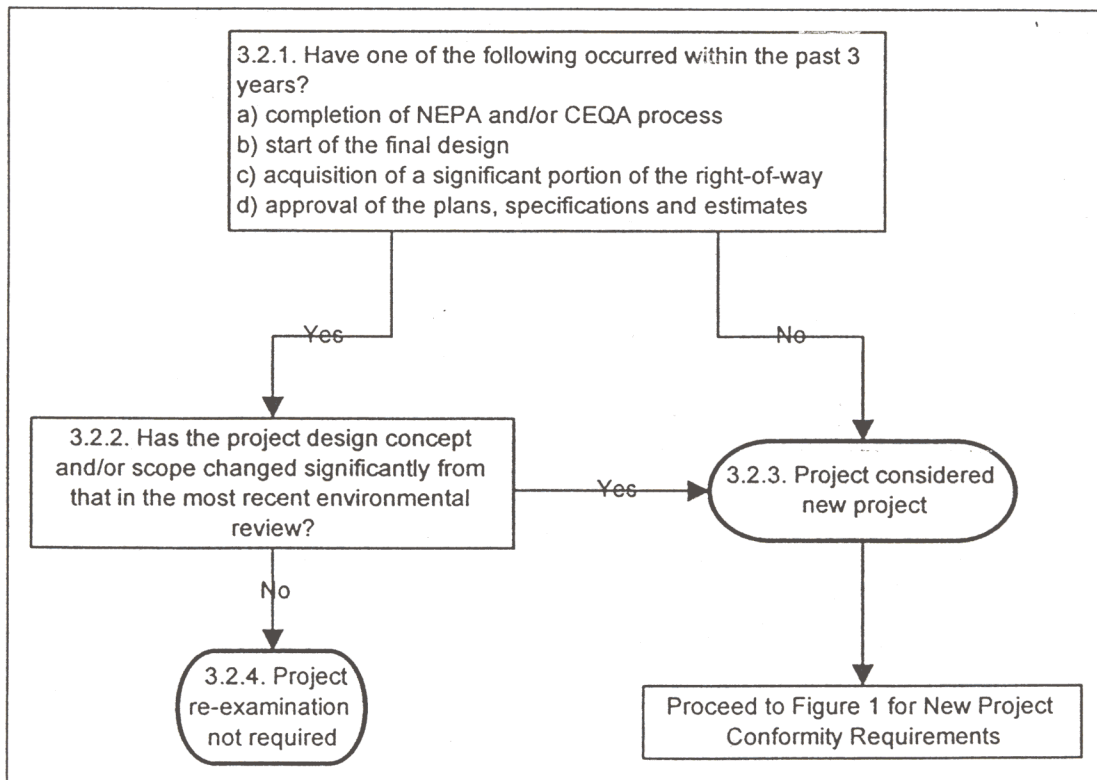 3.2.1. Have one of the following occurred within the past 3
years?
a) completion of NEPA and/or CEQA process
b) start of the final design
c) acquisition of a significant portion of the right-of-way
d) approval of the plans, specifications and estimates
Yes
No
3.2.2. Has the project design concept
and/or scope changed significantly from
that in the most recent environmental
review?
Yes
3.2.3. Project considered
new project
No
3.2.4. Project
re-examination
not required
Proceed to Figure 1 for New Project
Conformity Requirements